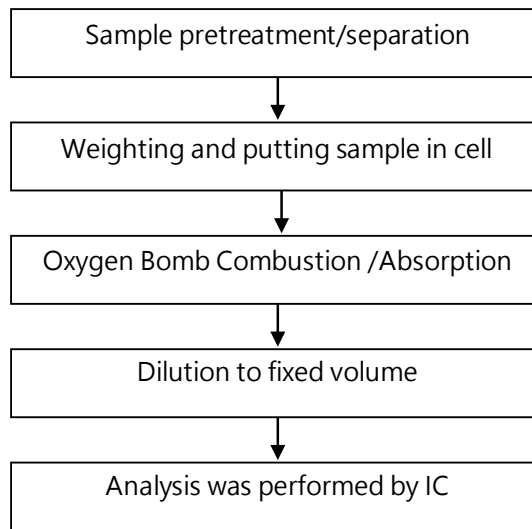 Sample pretreatment/separation
Weighting and putting sample in cell
Oxygen Bomb Combustion /Absorption
Dilution to fixed volume
Analysis was performed by IC